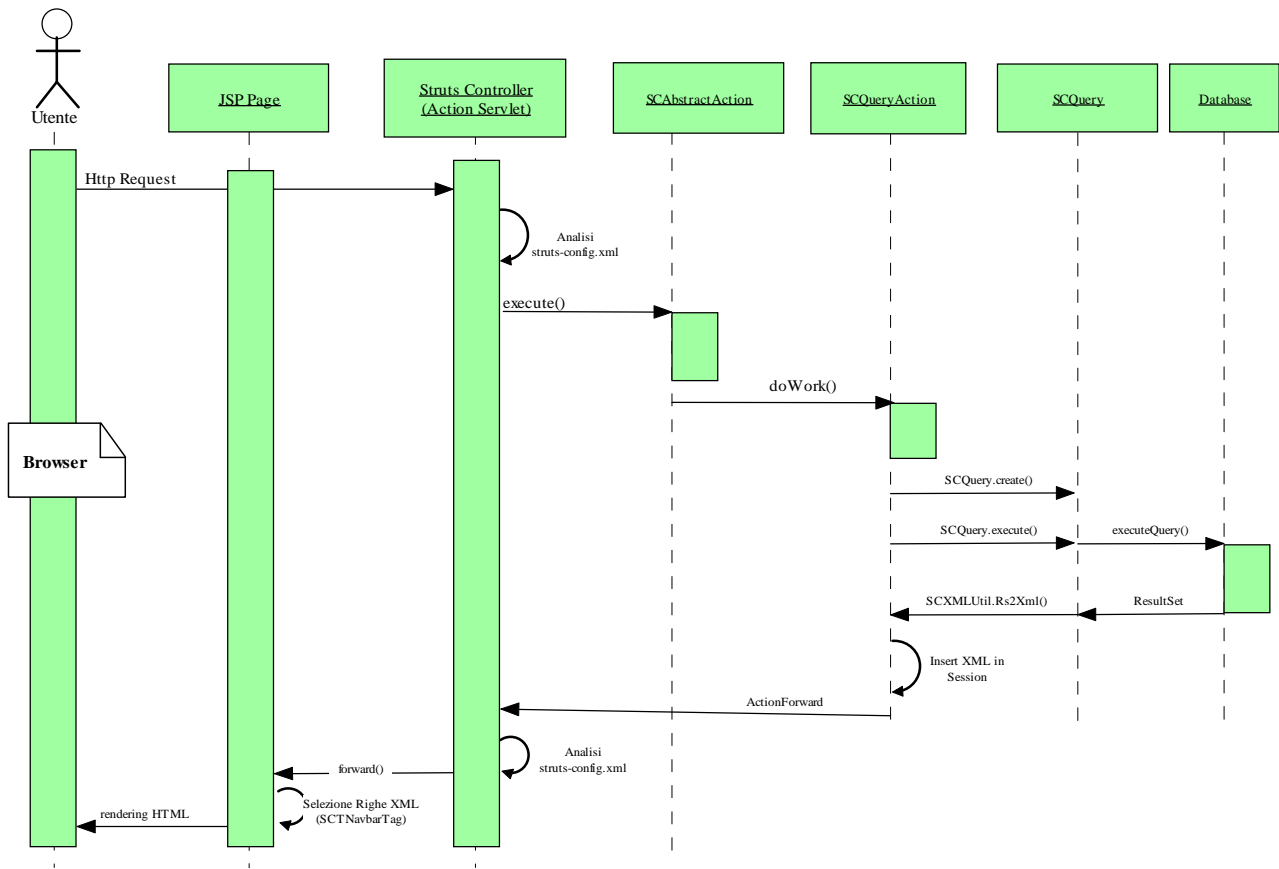 Utente
JSP Page
Struts Controller
(Action Servlet)
SCAbstractAction
SCQueryAction
SCQuery
Database
Http Request
Analisi
struts-config.xml
execute()
doWork()
Browser
SCQuery.create()
SCQuery.execute()
executeQuery()
SCXMLUtil.Rs2Xml()
ResultSet
Insert XML in
Session
ActionForward
Analisi
struts-config.xml
forward()
Selezione Righe XML
(SCTNavbarTag)
rendering HTML